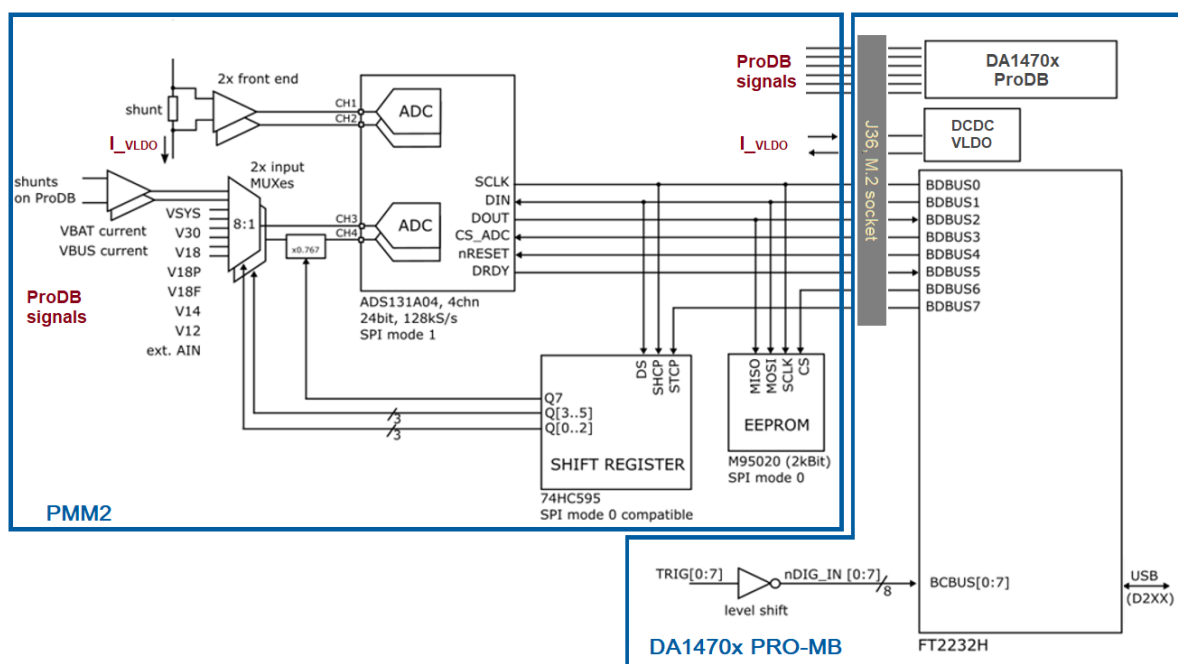 2x front end
shunt
I_VLDO
CH1
CH2
ADC
ProDB
signals
I_VLDO
J36, M.2 socket
DA1470x
ProDB
DCDC
VLDO
shunts
on ProDB
2x input
MUXes
8:1
VBAT current
VBUS current
VSYS
V30
V18
V18P
V18F
V14
V12
ext. AIN
ProDB
signals
CH3
CH4
x0.767
ADC
SCLK
DIN
DOUT
CS_ADC
nRESET
DRDY
ADS131A04, 4chn
24bit, 128kS/s
SPI mode 1
BDBUS0
BDBUS1
BDBUS2
BDBUS3
BDBUS4
BDBUS5
BDBUS6
BDBUS7
DS
SHCP
STCP
Q7
Q[3..5]
Q[0..2]
3
3
SHIFT REGISTER
74HC595
SPI mode 0 compatible
MISO
MOSI
SCLK
CS
EEPROM
M95020 (2kBit)
SPI mode 0
PMM2
TRIG[0:7]
nDIG_IN [0:7]
8
level shift
BCBUS[0:7]
USB
(D2XX)
FT2232H
DA1470x PRO-MB